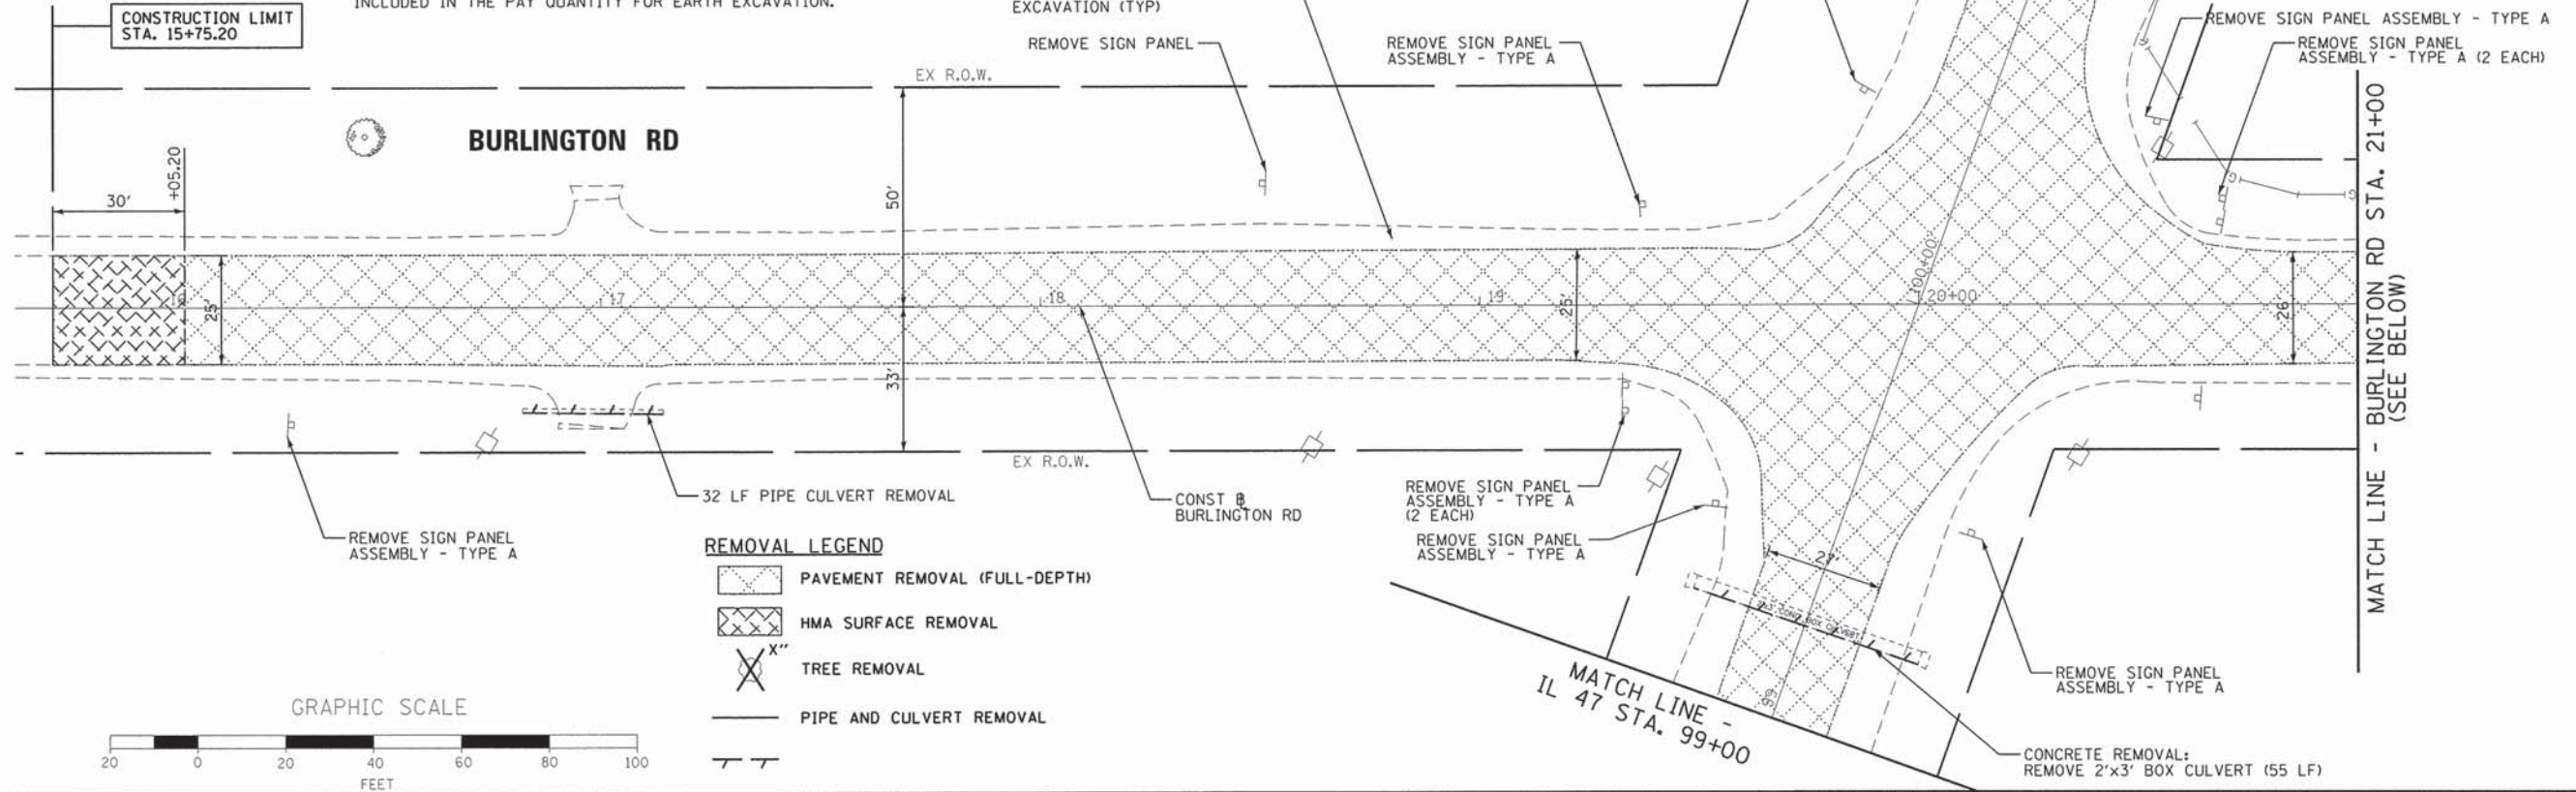 INCLUDED IN THE PAY QUANTITY FOR EARTH EXCAVATION.
EXCAVATION (TYP)
CONSTRUCTION LIMIT
STA. 15+75.20
REMOVE SIGN PANEL
REMOVE SIGN PANEL
ASSEMBLY - TYPE A
REMOVE SIGN PANEL ASSEMBLY - TYPE A
REMOVE SIGN PANEL
ASSEMBLY - TYPE A (2 EACH)
EX R.O.W.
BURLINGTON RD
+05.20
30'
50'
25'
16
17
18
19
25'
100+00
20+00
26'
MATCH LINE - BURLINGTON RD STA. 21+00
(SEE BELOW)
33'
EX R.O.W.
32 LF PIPE CULVERT REMOVAL
CONST B
BURLINGTON RD
REMOVE SIGN PANEL
ASSEMBLY - TYPE A
(2 EACH)
REMOVE SIGN PANEL
ASSEMBLY - TYPE A
REMOVE SIGN PANEL
ASSEMBLY - TYPE A
27'
BOX CULVERT
99
REMOVE SIGN PANEL
ASSEMBLY - TYPE A
MATCH LINE -
IL 47 STA. 99+00
CONCRETE REMOVAL:
REMOVE 2'x3' BOX CULVERT (55 LF)
REMOVAL LEGEND
PAVEMENT REMOVAL (FULL-DEPTH)
HMA SURFACE REMOVAL
X"
TREE REMOVAL
PIPE AND CULVERT REMOVAL
GRAPHIC SCALE
20 0 20 40 60 80 100
FEET